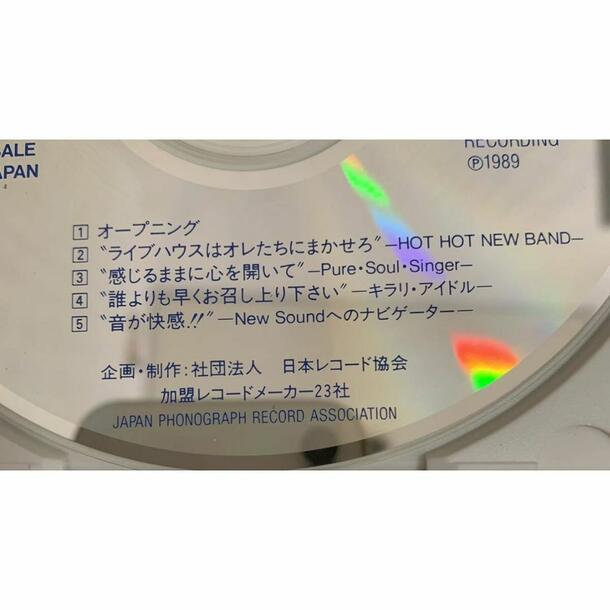 SALE
JAPAN
RECORDING
Ⓟ1989
1 オープニング
2 〝ライブハウスはオレたちにまかせろ〞—HOT HOT NEW BAND—
3 〝感じるままに心を開いて〞—Pure・Soul・Singer—
4 〝誰よりも早くお召し上り下さい〞—キラリ・アイドル—
5 〝音が快感!!〞—New Soundへのナビゲーター—
企画・制作：社団法人 日本レコード協会
加盟レコードメーカー23社
JAPAN PHONOGRAPH RECORD ASSOCIATION